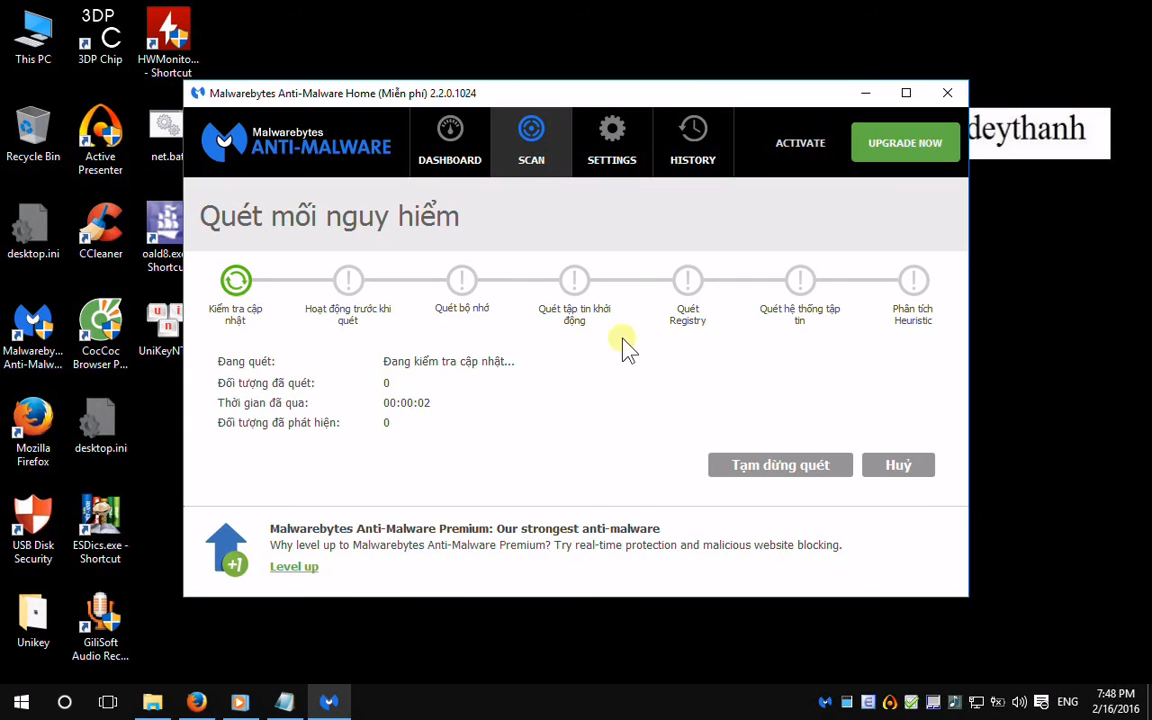 This PC
3DP
C
3DP Chip
HWMonito...
- Shortcut
Recycle Bin
Active
Presenter
net.bat
desktop.ini
CCleaner
oald8.exe
Shortcu
Malwareby...
Anti-Malw...
CocCoc
Browser P...
u
n
i
UniKeyNT
Mozilla
Firefox
desktop.ini
USB Disk
Security
ESDics.exe -
Shortcut
Unikey
GiliSoft
Audio Rec...
Malwarebytes Anti-Malware Home (Miễn phí) 2.2.0.1024
Malwarebytes
ANTI-MALWARE
DASHBOARD
SCAN
SETTINGS
HISTORY
ACTIVATE
UPGRADE NOW
deythanh
Quét mối nguy hiểm
Kiểm tra cập
nhật
Hoạt động trước khi
quét
Quét bộ nhớ
Quét tập tin khởi
động
Quét
Registry
Quét hệ thống tập
tin
Phân tích
Heuristic
Đang quét: Đang kiểm tra cập nhật...
Đối tượng đã quét: 0
Thời gian đã qua: 00:00:02
Đối tượng đã phát hiện: 0
Tạm dừng quét
Huỷ
+1
Malwarebytes Anti-Malware Premium: Our strongest anti-malware
Why level up to Malwarebytes Anti-Malware Premium? Try real-time protection and malicious website blocking.
Level up
ENG
7:48 PM
2/16/2016